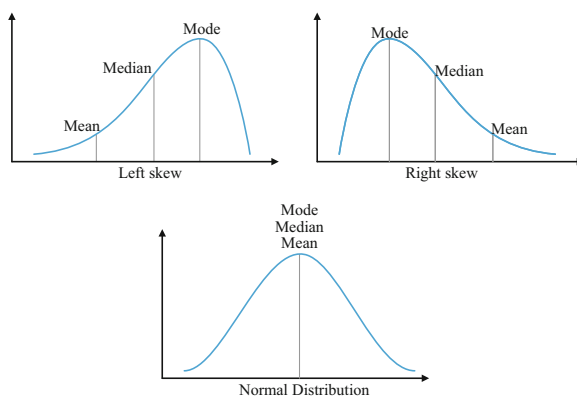 Mode
Median
Mean
Left skew
Mode
Median
Mean
Right skew
Mode
Median
Mean
Normal Distribution